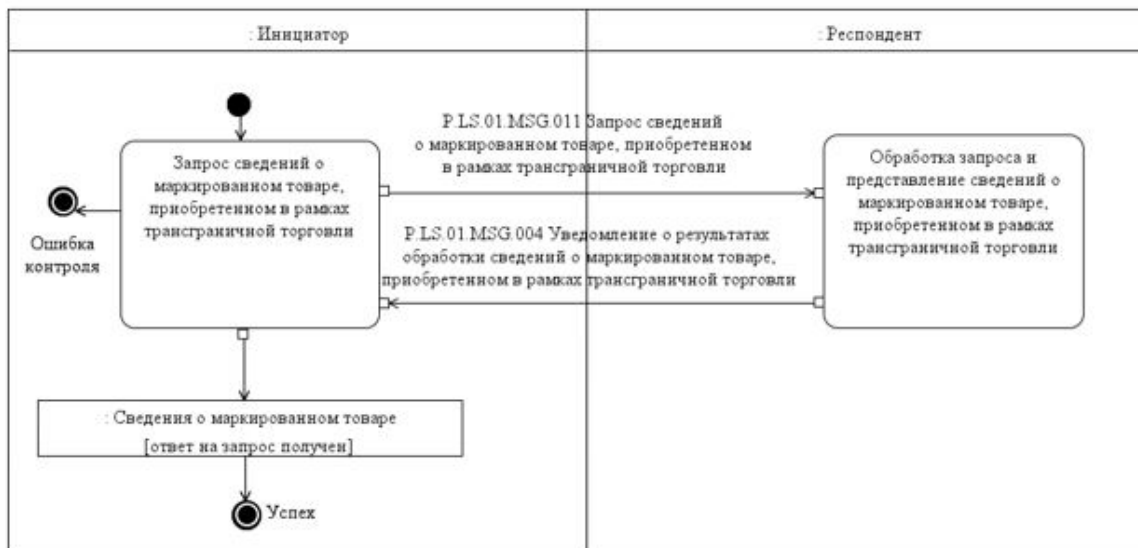 : Инициатор
: Респондент
P.LS.01.MSG.011 Запрос сведений
о маркированном товаре, приобретенном
в рамках трансграничной торговли
Запрос сведений о
маркированном товаре,
приобретенном в рамках
трансграничной торговли
Обработка запроса и
представление сведений о
маркированном товаре,
приобретенном в рамках
трансграничной торговли
Ошибка
контроля
P.LS.01.MSG.004 Уведомление о результатах
обработки сведений о маркированном товаре,
приобретенном в рамках трансграничной торговли
: Сведения о маркированном товаре
[ответ на запрос получен]
Успех